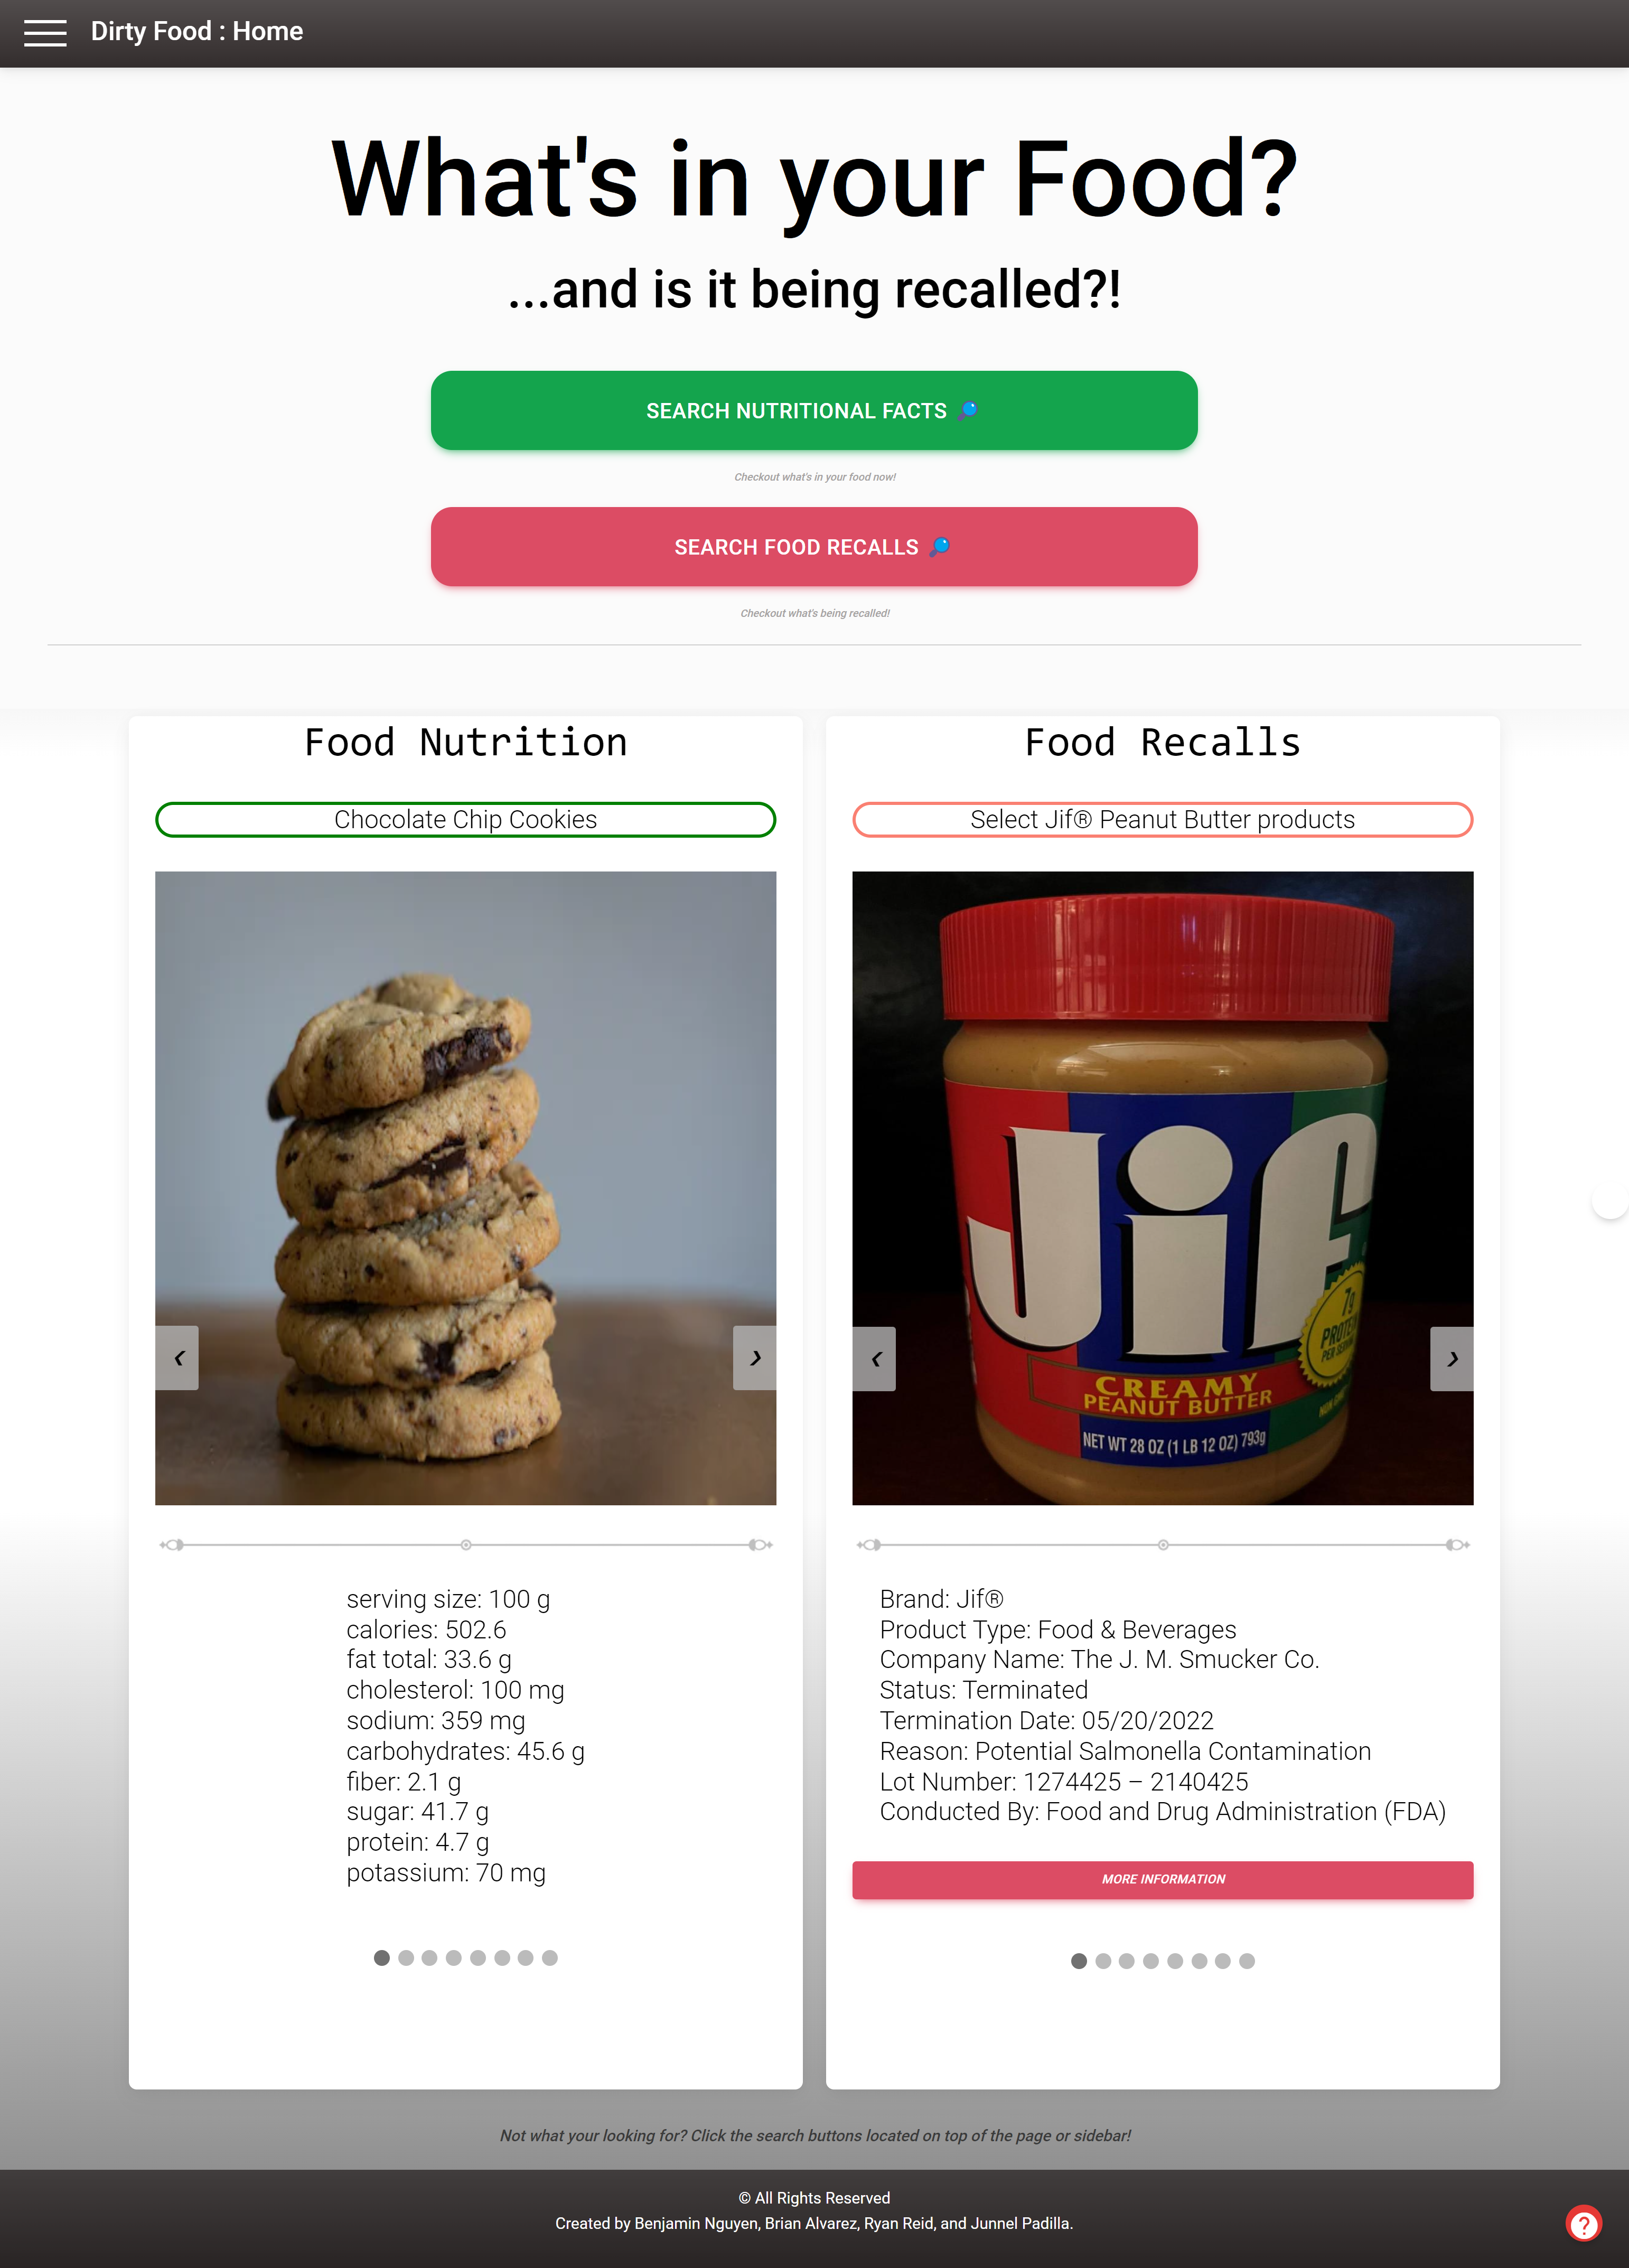 Dirty Food : Home
What's in your Food?
...and is it being recalled?!
SEARCH NUTRITIONAL FACTS
Checkout what's in your food now!
SEARCH FOOD RECALLS
Checkout what's being recalled!
Food Nutrition
Chocolate Chip Cookies
❮
❯
serving size: 100 g
calories: 502.6
fat total: 33.6 g
cholesterol: 100 mg
sodium: 359 mg
carbohydrates: 45.6 g
fiber: 2.1 g
sugar: 41.7 g
protein: 4.7 g
potassium: 70 mg
Food Recalls
Select Jif® Peanut Butter products
Jif
7g
PROTEIN
PER SERVING
CREAMY
PEANUT BUTTER
NET WT 28 OZ (1 LB 12 OZ) 793g
❮
❯
Brand: Jif®
Product Type: Food & Beverages
Company Name: The J. M. Smucker Co.
Status: Terminated
Termination Date: 05/20/2022
Reason: Potential Salmonella Contamination
Lot Number: 1274425 – 2140425
Conducted By: Food and Drug Administration (FDA)
MORE INFORMATION
Not what your looking for? Click the search buttons located on top of the page or sidebar!
© All Rights Reserved
Created by Benjamin Nguyen, Brian Alvarez, Ryan Reid, and Junnel Padilla.
?